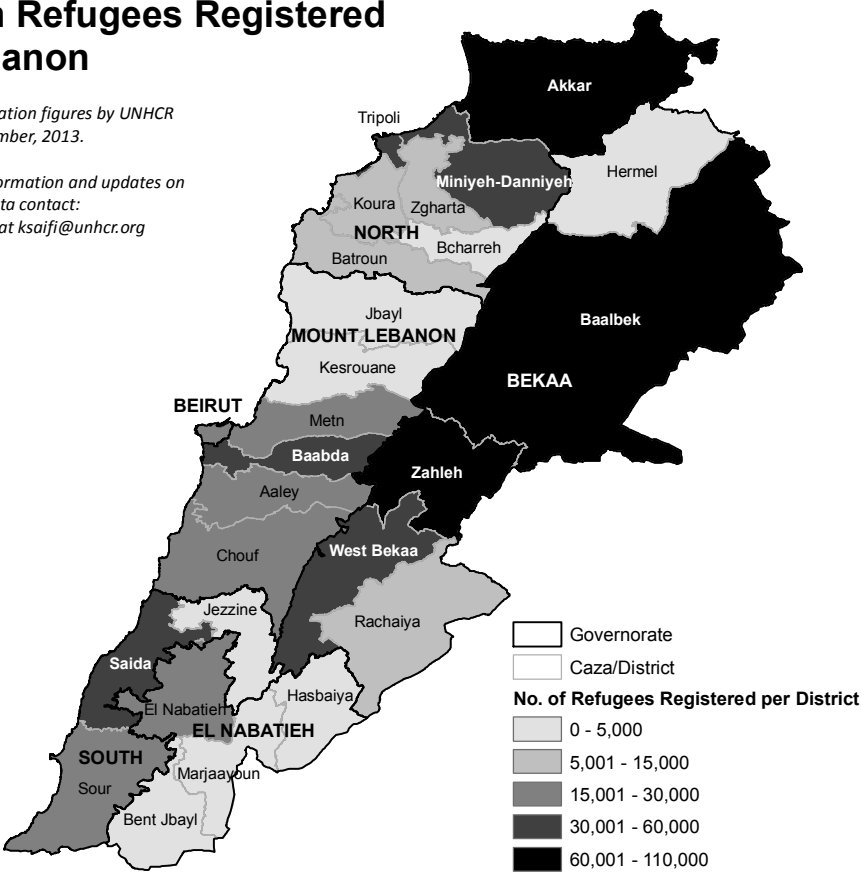 Refugees Registered
anon
ation figures by UNHCR
mber, 2013.
ormation and updates on
ta contact:
at ksaifi@unhcr.org
Akkar
Tripoli
Hermel
Miniyeh-Danniyeh
Koura
Zgharta
NORTH
Bcharreh
Batroun
Jbayl
Baalbek
MOUNT LEBANON
Kesrouane
BEKAA
BEIRUT
Metn
Baabda
Zahleh
Aaley
West Bekaa
Chouf
Jezzine
Rachaiya
Saida
Hasbaiya
El Nabatieh
EL NABATIEH
SOUTH
Marjaayoun
Sour
Bent Jbayl
Governorate
Caza/District
No. of Refugees Registered per District
0 - 5,000
5,001 - 15,000
15,001 - 30,000
30,001 - 60,000
60,001 - 110,000